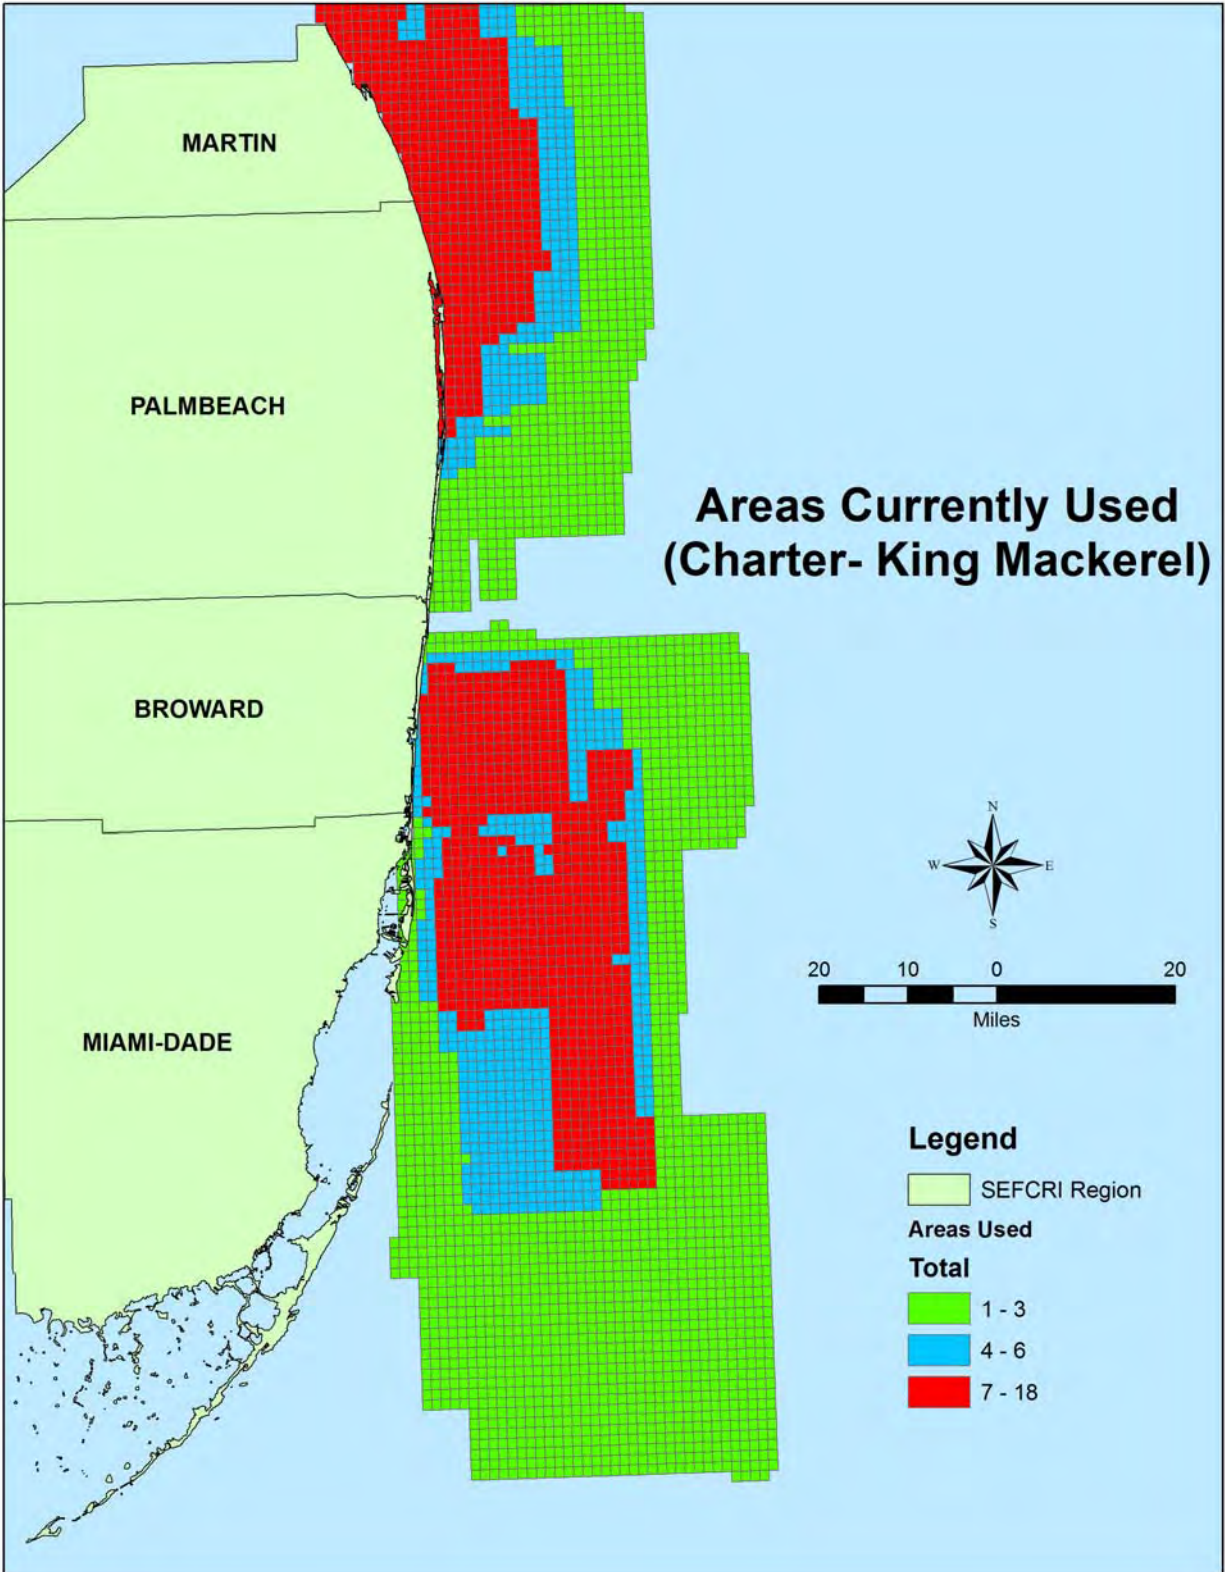 MARTIN
PALMBEACH
Areas Currently Used
(Charter- King Mackerel)
BROWARD
N
W E
S
20 10 0 20
Miles
MIAMI-DADE
Legend
SEFCRI Region
Areas Used
Total
1 - 3
4 - 6
7 - 18